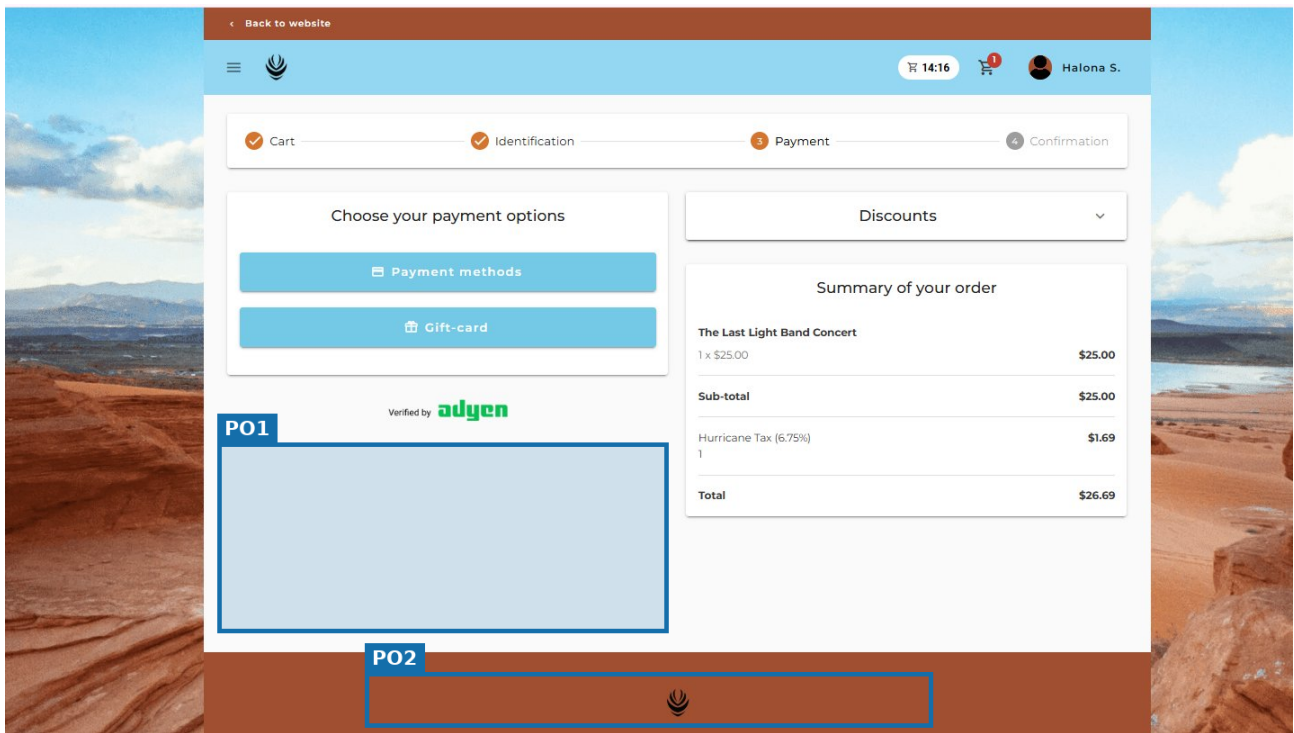 ‹ Back to website
14:16
1
Halona S.
Cart
Identification
3 Payment
4 Confirmation
Choose your payment options
Payment methods
Gift-card
Verified by adyen
PO1
Discounts
Summary of your order
The Last Light Band Concert
1 x $25.00 $25.00
Sub-total $25.00
Hurricane Tax (6.75%) $1.69
1
Total $26.69
PO2